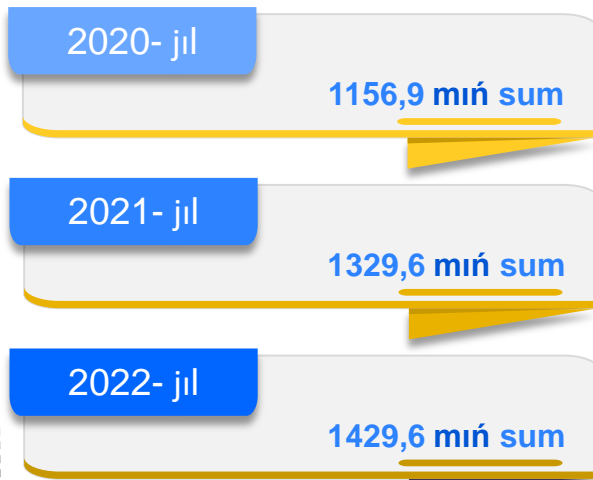 2020- jıl
1156,9 mıń sum
2021- jıl
1329,6 mıń sum
2022- jıl
1429,6 mıń sum